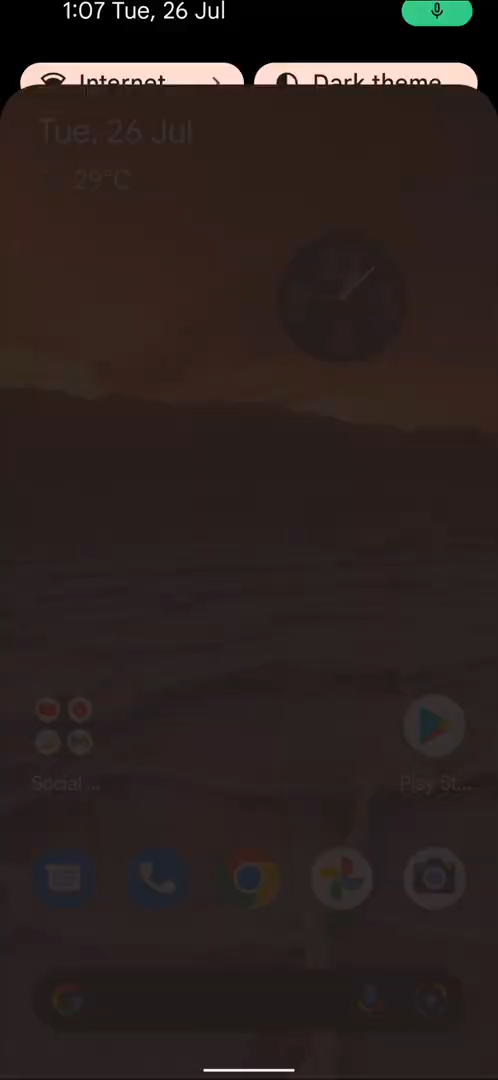 1:07 Tue, 26 Jul
Internet
Dark theme
Tue, 26 Jul
29°C
Social ...
Play St...